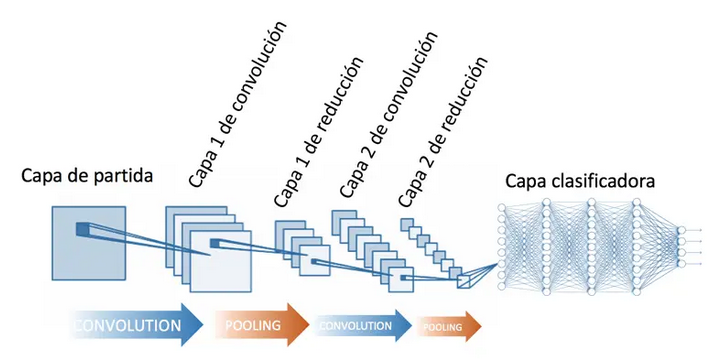 Capa de partida
Capa 1 de convolución
Capa 1 de reducción
Capa 2 de convolución
Capa 2 de reducción
Capa clasificadora
CONVOLUTION
POOLING
CONVOLUTION
POOLING